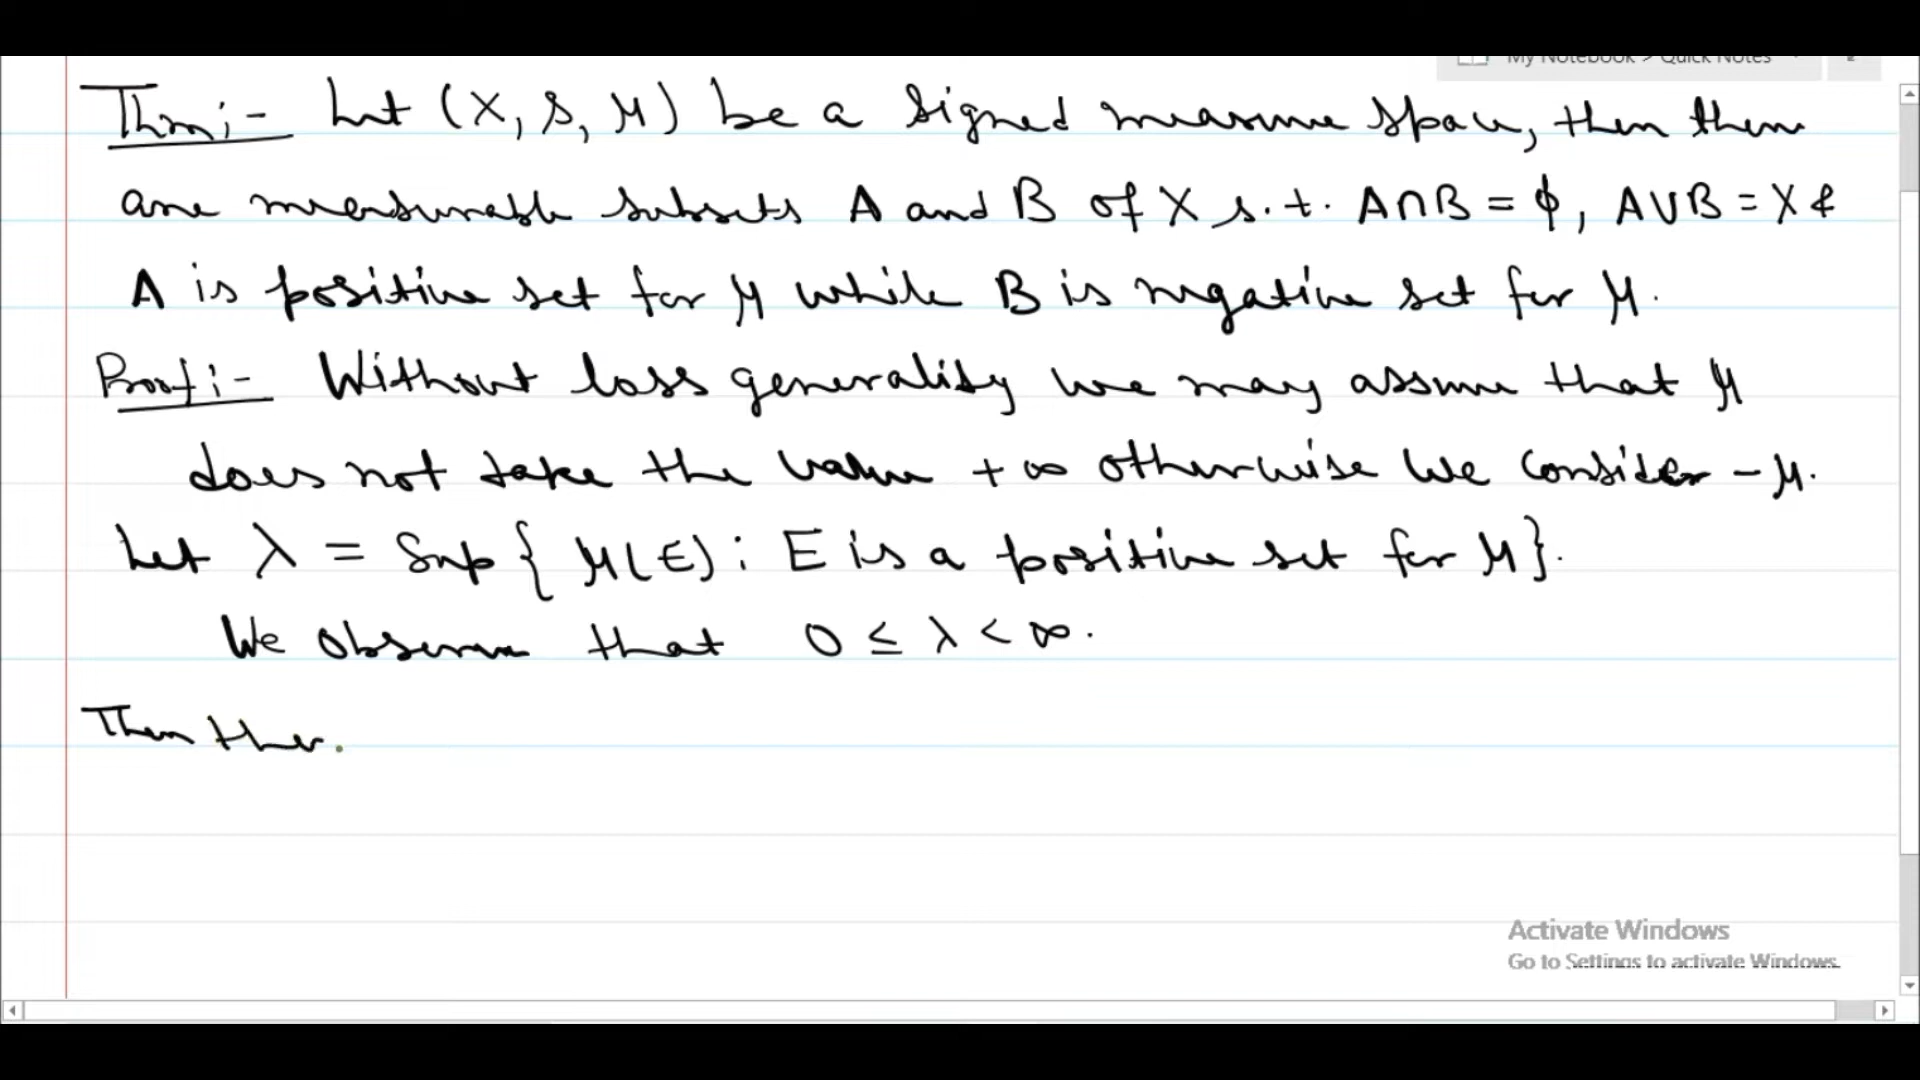 My Notebook > Quick Notes
Thm :- Let (X, S, μ) be a signed measure space, then there
are measurable subsets A and B of X s.t. A∩B = ϕ, A∪B = X &
A is positive set for μ while B is negative set for μ.
Proof :- Without loss generality we may assume that μ
does not take the value +∞ otherwise we consider -μ.
Let λ = Sup{ μ(E) : E is a positive set for μ}.
We observe that 0 ≤ λ < ∞.
Then ther
Activate Windows
Go to Settings to activate Windows.